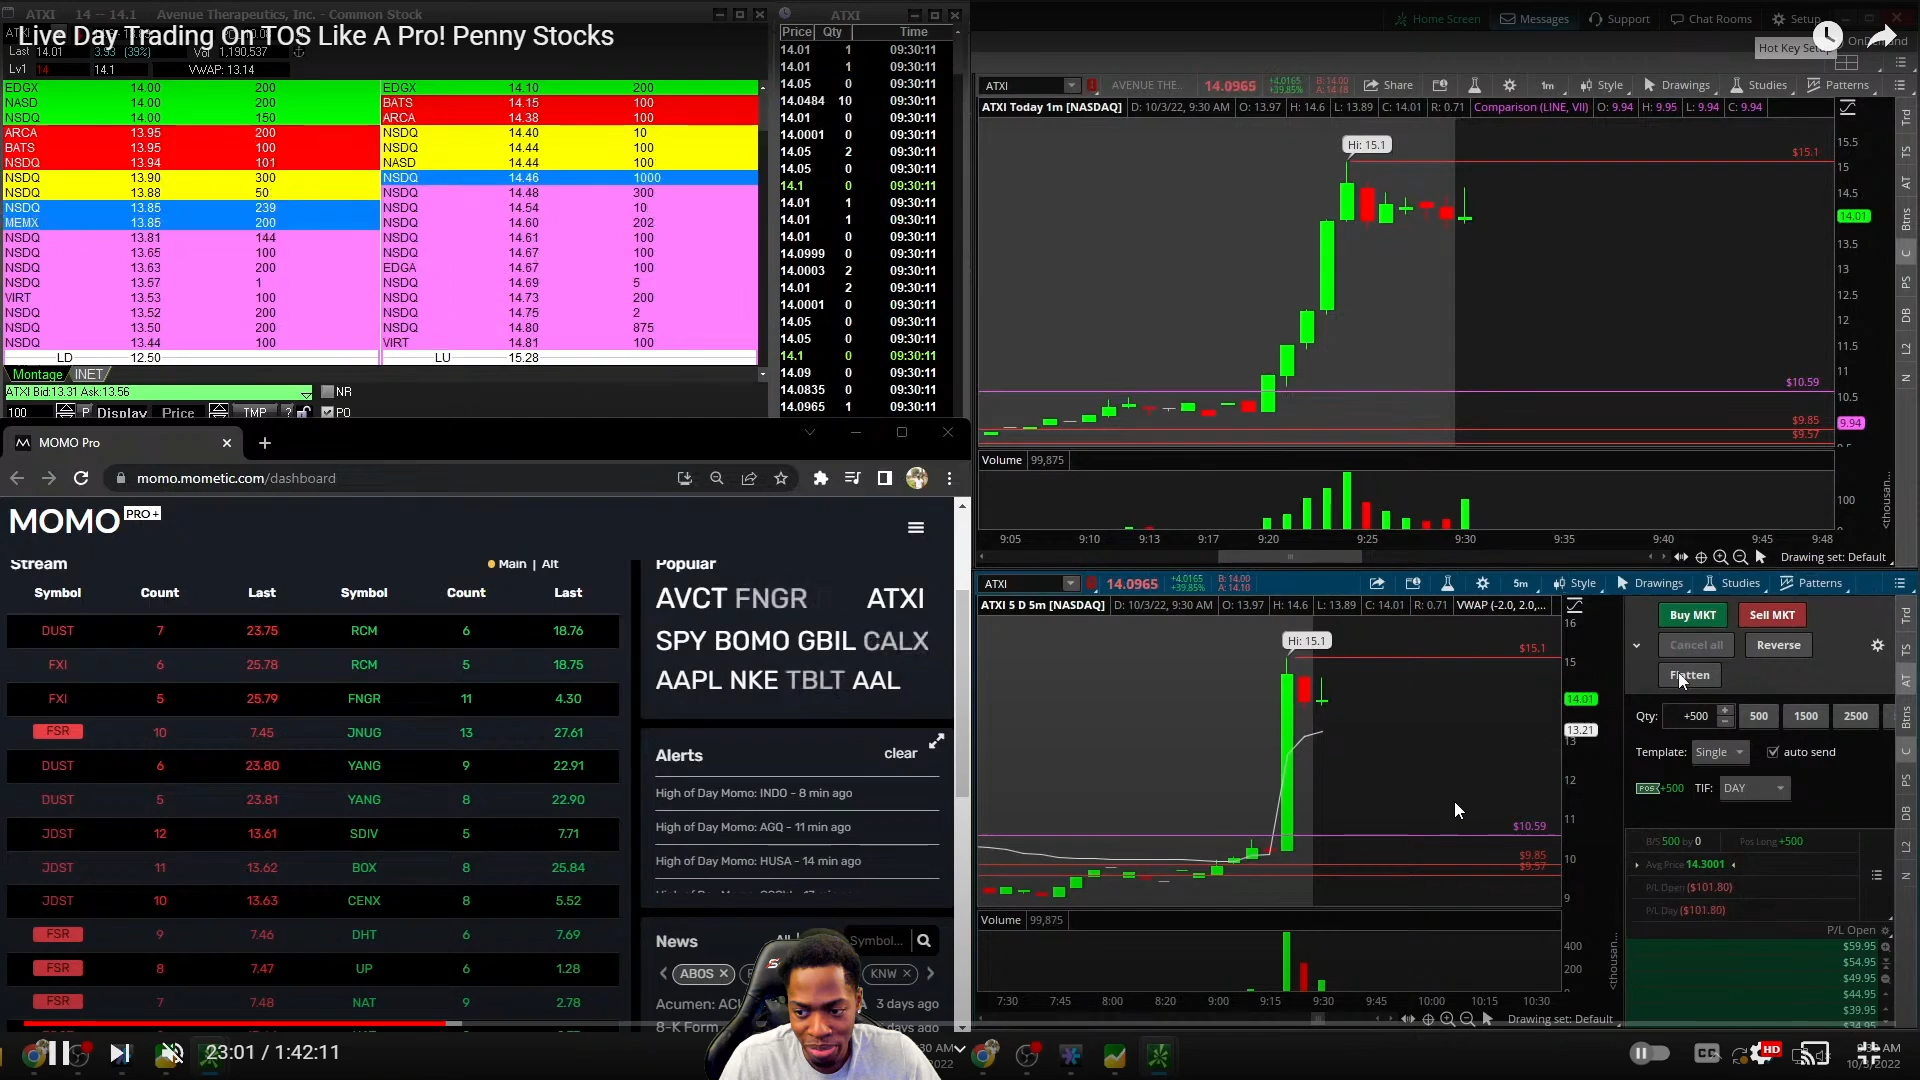 ATXI 14 -- 14.1 Avenue Therapeutics, Inc. - Common Stock
Live Day Trading On TOS Like A Pro! Penny Stocks
Last 14.01 3.93 (39%) Vol 1,190,537
Lv1 14 14.1 VWAP: 13.14
EDGX 14.00 200 EDGX 14.10 200
NASD 14.00 200 BATS 14.15 100
NSDQ 14.00 150 ARCA 14.38 100
ARCA 13.95 200 NSDQ 14.40 10
BATS 13.95 100 NSDQ 14.44 100
NSDQ 13.94 101 NASD 14.44 100
NSDQ 13.90 300 NSDQ 14.46 1000
NSDQ 13.88 50 NSDQ 14.48 300
NSDQ 13.85 239 NSDQ 14.54 10
MEMX 13.85 200 NSDQ 14.60 202
NSDQ 13.81 144 NSDQ 14.61 100
NSDQ 13.65 100 NSDQ 14.67 100
NSDQ 13.63 200 EDGA 14.67 100
NSDQ 13.57 1 NSDQ 14.69 5
VIRT 13.53 100 NSDQ 14.73 200
NSDQ 13.52 200 NSDQ 14.75 2
NSDQ 13.50 200 NSDQ 14.80 875
NSDQ 13.44 100 VIRT 14.81 100
LD 12.50 LU 15.28
Montage INET
ATXI Bid:13.31 Ask:13.56 NR
100 P Display Price TMP ? PO
ATXI
Price Qty Time
14.01 1 09:30:11
14.01 1 09:30:11
14.05 0 09:30:11
14.0484 10 09:30:11
14.01 0 09:30:11
14.0001 0 09:30:11
14.05 2 09:30:11
14.05 0 09:30:11
14.1 0 09:30:11
14.01 1 09:30:11
14.01 1 09:30:11
14.01 0 09:30:11
14.0999 0 09:30:11
14.0003 2 09:30:11
14.01 2 09:30:11
14.0001 0 09:30:11
14.05 0 09:30:11
14.05 0 09:30:11
14.1 0 09:30:11
14.09 0 09:30:11
14.0835 0 09:30:11
14.0965 1 09:30:11
Home Screen Messages Support Chat Rooms Setup
Hot Key Setup OnDemand
ATXI AVENUE THE... 14.0965 +4.0165 +39.85% B: 14.00 Share 1m Style Drawings Studies Patterns
ATXI Today 1m [NASDAQ] D: 10/3/22, 9:30 AM O: 13.97 H: 14.6 L: 13.89 C: 14.01 R: 0.71 Comparison (LINE, VII) O: 9.94 H: 9.95 L: 9.94 C: 9.94
Hi: 15.1
$15.1
$10.59
$9.85
$9.57
15.5
15
14.5
14.01
13.5
13
12.5
12
11.5
11
10.5
9.94
Volume 99,875
100
<thousan...
9:05 9:10 9:13 9:17 9:20 9:25 9:30 9:35 9:40 9:45 9:48
Drawing set: Default
Trd
TS
AT
Btns
C
PS
DB
L2
N
MOMO Pro
momo.mometic.com/dashboard
MOMO PRO+
Stream Main | Alt
Symbol Count Last Symbol Count Last
DUST 7 23.75 RCM 6 18.76
FXI 6 25.78 RCM 5 18.75
FXI 5 25.79 FNGR 11 4.30
FSR 10 7.45 JNUG 13 27.61
DUST 6 23.80 YANG 9 22.91
DUST 5 23.81 YANG 8 22.90
JDST 12 13.61 SDIV 5 7.71
JDST 11 13.62 BOX 8 25.84
JDST 10 13.63 CENX 8 5.52
FSR 9 7.46 DHT 6 7.69
FSR 8 7.47 UP 6 1.28
FSR 7 7.48 NAT 9 2.78
Popular
AVCT FNGR ATXI
SPY BOMO GBIL CALX
AAPL NKE TBLT AAL
Alerts clear
High of Day Momo: INDO - 8 min ago
High of Day Momo: AGQ - 11 min ago
High of Day Momo: HUSA - 14 min ago
News All Symbol...
ABOS KNW
Acumen: 3 days ago
8-K Form days ago
ATXI 14.0965 +4.0165 +39.85% B: 14.00 5m Style Drawings Studies Patterns
ATXI 5 D 5m [NASDAQ] D: 10/3/22, 9:30 AM O: 13.97 H: 14.6 L: 13.89 C: 14.01 R: 0.71 VWAP (-2.0, 2.0,...
Hi: 15.1
$15.1
$10.59
$9.85
$9.57
16
15
14.01
13.21
13
12
11
10
9
Volume 99,875
400
200
<thousan...
7:30 7:45 8:00 8:20 9:00 9:15 9:30 9:45 10:00 10:15 10:30
Drawing set: Default
Buy MKT Sell MKT
Cancel all Reverse
Flatten
Qty: +500 500 1500 2500
Template: Single auto send
POS +500 TIF: DAY
B/S 500 by 0 Pos Long +500
Avg Price 14.3001
P/L Open ($101.80)
P/L Day ($101.80)
P/L Open
$59.95
$54.95
$49.95
$44.95
$39.95
$34.95
Trd
TS
AT
Btns
C
PS
DB
L2
N
23:01 / 1:42:11
CC HD